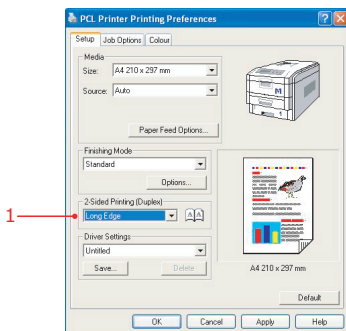 PCL Printer Printing Preferences
Setup Job Options Colour
Media
Size: A4 210 x 297 mm
Source: Auto
Paper Feed Options...
Finishing Mode
Standard
Options...
2-Sided Printing (Duplex)
1
Long Edge
Driver Settings
Untitled
Save... Delete
A4 210 x 297 mm
Default
OK Cancel Apply Help